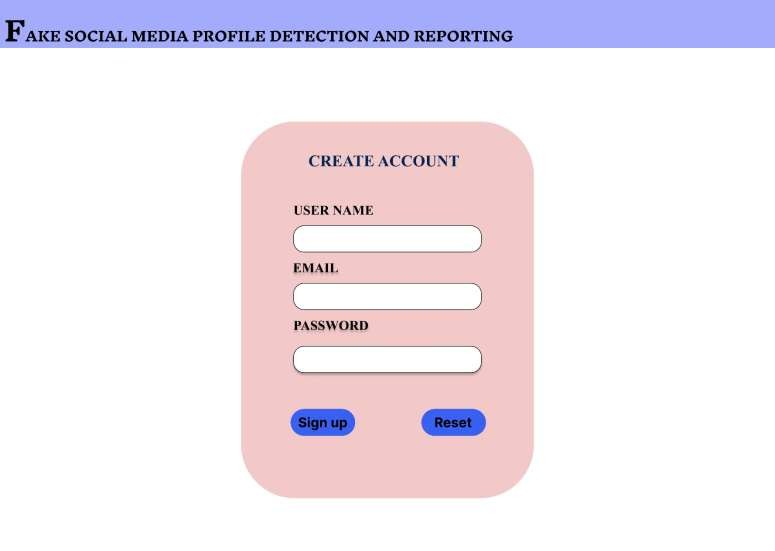 FAKE SOCIAL MEDIA PROFILE DETECTION AND REPORTING
CREATE ACCOUNT
USER NAME
EMAIL
PASSWORD
Sign up Reset